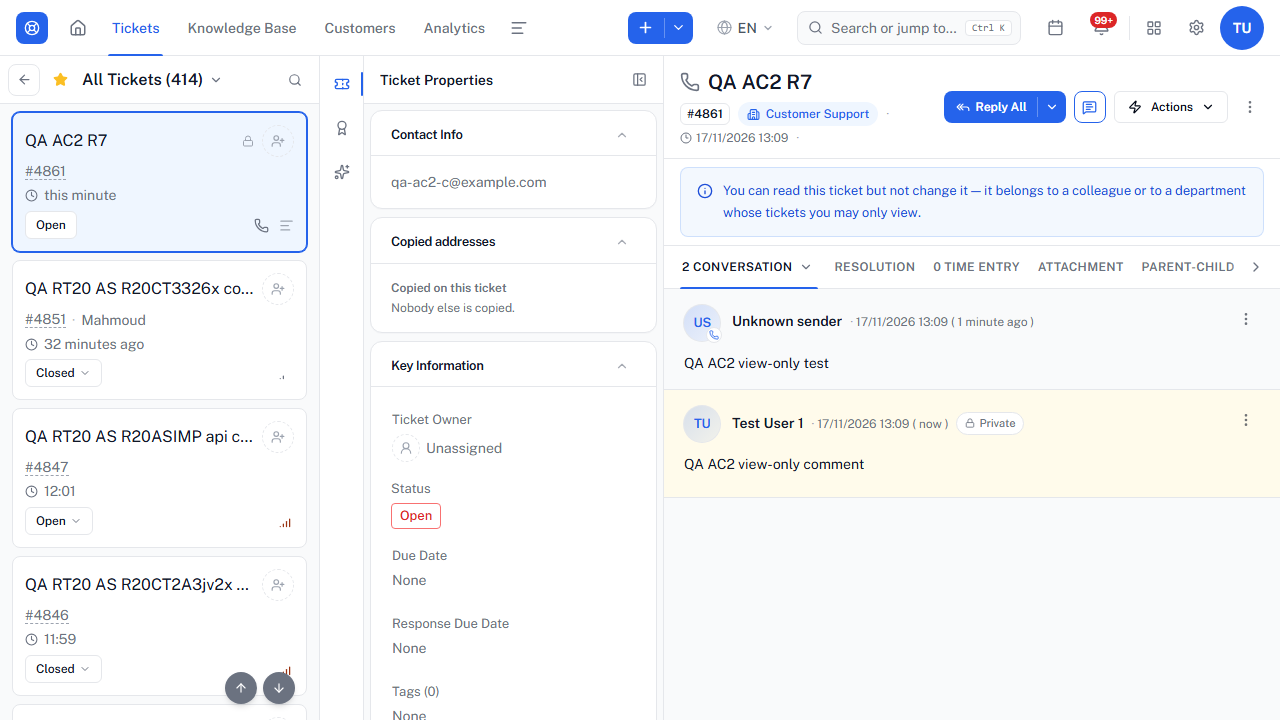 Tickets
Knowledge Base
Customers
Analytics
EN
Search or jump to...
Ctrl K
99+
TU
All Tickets (414)
QA AC2 R7
#4861
this minute
Open
QA RT20 AS R20CT3326x co...
#4851 · Mahmoud
32 minutes ago
Closed
QA RT20 AS R20ASIMP api c...
#4847
12:01
Open
QA RT20 AS R20CT2A3jv2x ...
#4846
11:59
Closed
Ticket Properties
Contact Info
qa-ac2-c@example.com
Copied addresses
Copied on this ticket
Nobody else is copied.
Key Information
Ticket Owner
Unassigned
Status
Open
Due Date
None
Response Due Date
None
Tags (0)
None
QA AC2 R7
#4861
Customer Support ·
17/11/2026 13:09 ·
Reply All
Actions
You can read this ticket but not change it — it belongs to a colleague or to a department
whose tickets you may only view.
2 CONVERSATION
RESOLUTION
0 TIME ENTRY
ATTACHMENT
PARENT-CHILD
US
Unknown sender · 17/11/2026 13:09 ( 1 minute ago )
QA AC2 view-only test
TU
Test User 1 · 17/11/2026 13:09 ( now ) Private
QA AC2 view-only comment